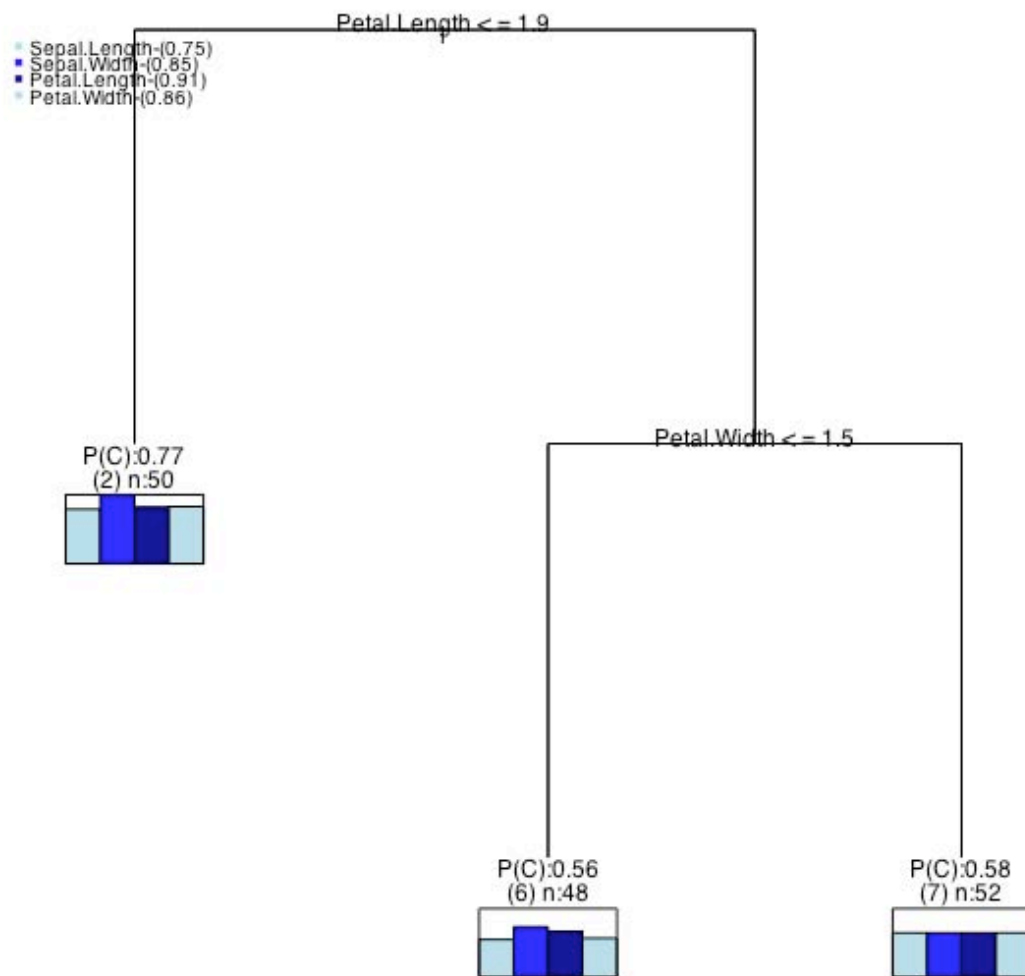 Petal.Length < = 1.9
Sepal.Length-(0.75)
Sepal.Width-(0.85)
Petal.Length-(0.91)
Petal.Width-(0.86)
Petal.Width < = 1.5
P(C):0.77
(2) n:50
P(C):0.56
(6) n:48
P(C):0.58
(7) n:52